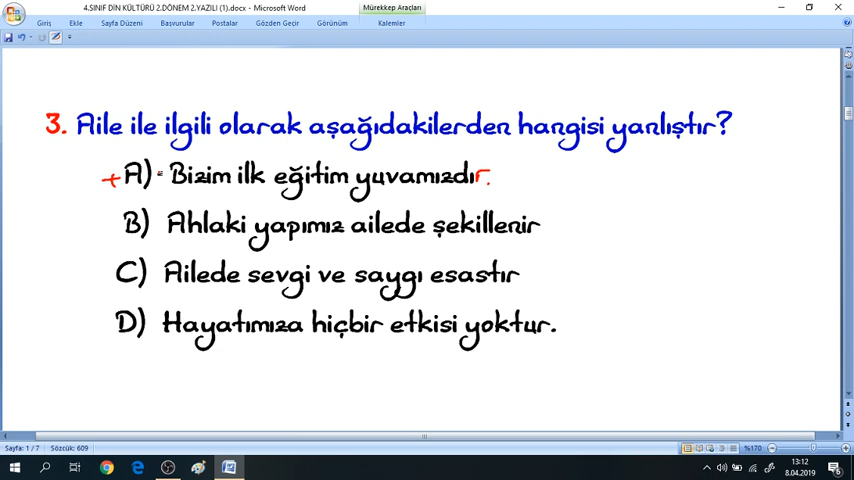 4.SINIF DİN KÜLTÜRÜ 2.DÖNEM 2.YAZILI (1).docx - Microsoft Word
Mürekkep Araçları
Giriş Ekle Sayfa Düzeni Başvurular Postalar Gözden Geçir Görünüm Kalemler
3. Aile ile ilgili olarak aşağıdakilerden hangisi yanlıştır?
+ A) Bizim ilk eğitim yuvamızdır.
B) Ahlaki yapımız ailede şekillenir
C) Ailede sevgi ve saygı esastır
D) Hayatımıza hiçbir etkisi yoktur.
Sayfa: 1 / 7 Sözcük: 609 %170
13:12
8.04.2019